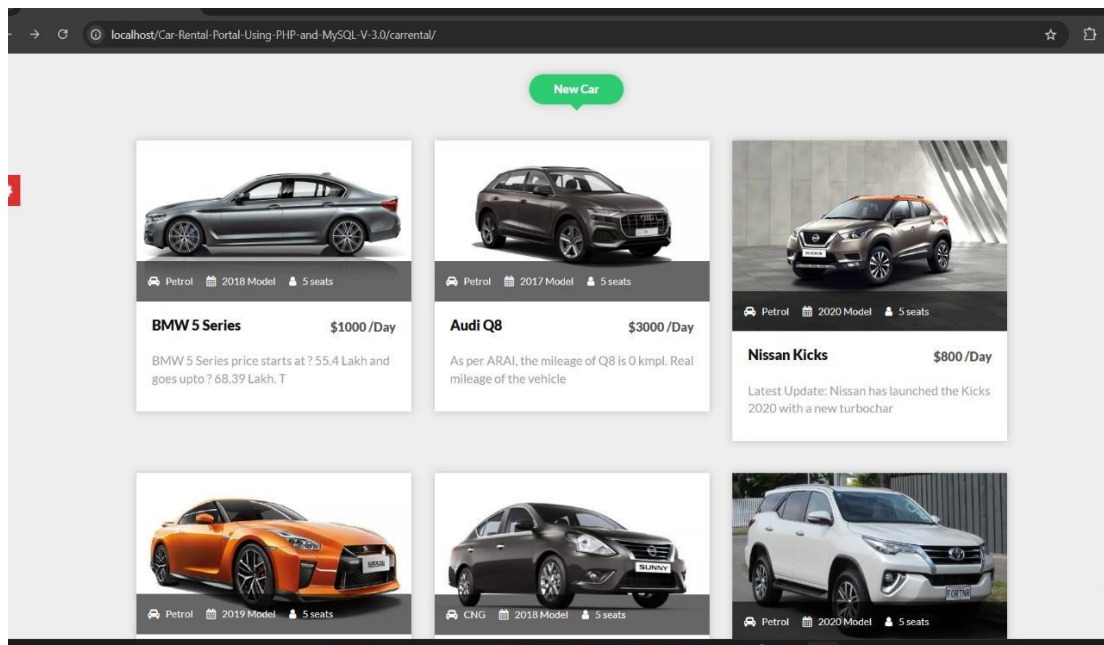 localhost/Car-Rental-Portal-Using-PHP-and-MySQL-V-3.0/carrental/
New Car
Petrol 2018 Model 5 seats
BMW 5 Series $1000 /Day
BMW 5 Series price starts at ? 55.4 Lakh and
goes upto ? 68.39 Lakh. T
Petrol 2017 Model 5 seats
Audi Q8 $3000 /Day
As per ARAI, the mileage of Q8 is 0 kmpl. Real
mileage of the vehicle
KICKS
Petrol 2020 Model 5 seats
Nissan Kicks $800 /Day
Latest Update: Nissan has launched the Kicks
2020 with a new turbochar
NISSAN
Petrol 2019 Model 5 seats
SUNNY
CNG 2018 Model 5 seats
FORTNR
Petrol 2020 Model 5 seats